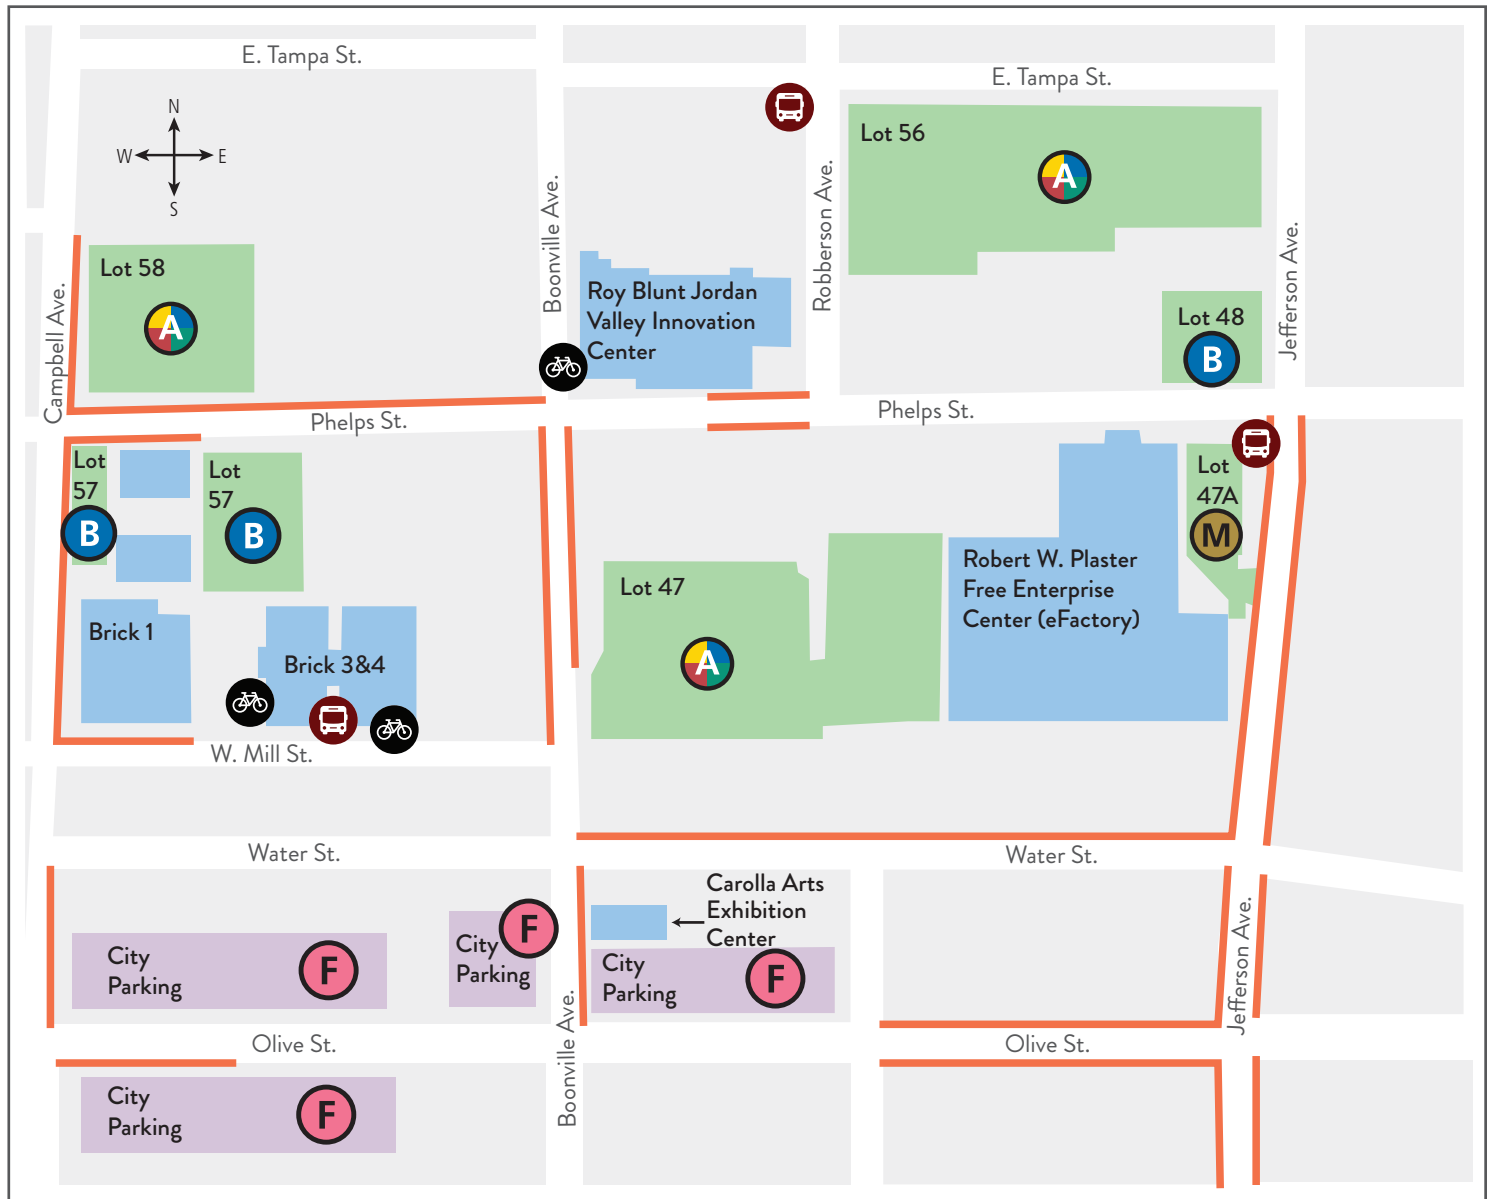 E. Tampa St.
E. Tampa St.
N
W
E
S
Lot 56
A
Boonville Ave.
Robberson Ave.
Jefferson Ave.
Campbell Ave.
Lot 58
A
Roy Blunt Jordan
Valley Innovation
Center
Lot 48
B
Phelps St.
Phelps St.
Lot
57
B
Lot
57
B
Lot
47A
M
Robert W. Plaster
Free Enterprise
Center (eFactory)
Lot 47
A
Brick 1
Brick 3&4
W. Mill St.
Water St.
Water St.
Carolla Arts
Exhibition
Center
City
Parking
F
City
Parking
F
City
Parking
F
Jefferson Ave.
Boonville Ave.
Olive St.
Olive St.
City
Parking
F